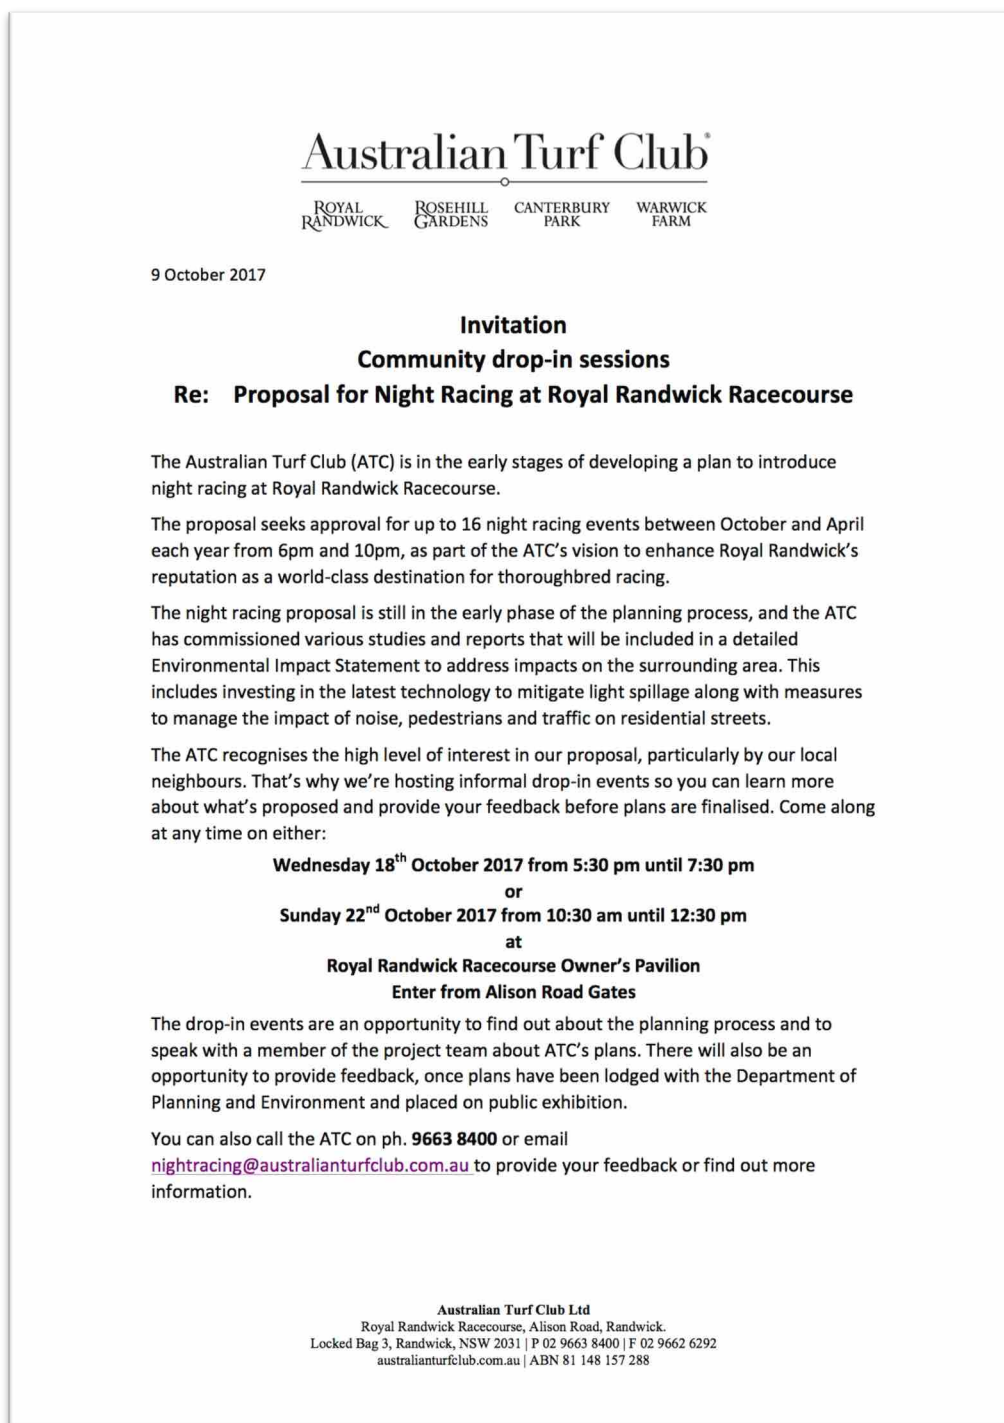 Australian Turf Club®
ROYAL RANDWICK ROSEHILL GARDENS CANTERBURY PARK WARWICK FARM
9 October 2017
Invitation
Community drop-in sessions
Re: Proposal for Night Racing at Royal Randwick Racecourse
The Australian Turf Club (ATC) is in the early stages of developing a plan to introduce
night racing at Royal Randwick Racecourse.
The proposal seeks approval for up to 16 night racing events between October and April
each year from 6pm and 10pm, as part of the ATC’s vision to enhance Royal Randwick’s
reputation as a world-class destination for thoroughbred racing.
The night racing proposal is still in the early phase of the planning process, and the ATC
has commissioned various studies and reports that will be included in a detailed
Environmental Impact Statement to address impacts on the surrounding area. This
includes investing in the latest technology to mitigate light spillage along with measures
to manage the impact of noise, pedestrians and traffic on residential streets.
The ATC recognises the high level of interest in our proposal, particularly by our local
neighbours. That’s why we’re hosting informal drop-in events so you can learn more
about what’s proposed and provide your feedback before plans are finalised. Come along
at any time on either:
Wednesday 18th October 2017 from 5:30 pm until 7:30 pm
or
Sunday 22nd October 2017 from 10:30 am until 12:30 pm
at
Royal Randwick Racecourse Owner’s Pavilion
Enter from Alison Road Gates
The drop-in events are an opportunity to find out about the planning process and to
speak with a member of the project team about ATC’s plans. There will also be an
opportunity to provide feedback, once plans have been lodged with the Department of
Planning and Environment and placed on public exhibition.
You can also call the ATC on ph. 9663 8400 or email
nightracing@australianturfclub.com.au to provide your feedback or find out more
information.
Australian Turf Club Ltd
Royal Randwick Racecourse, Alison Road, Randwick.
Locked Bag 3, Randwick, NSW 2031 | P 02 9663 8400 | F 02 9662 6292
australianturfclub.com.au | ABN 81 148 157 288